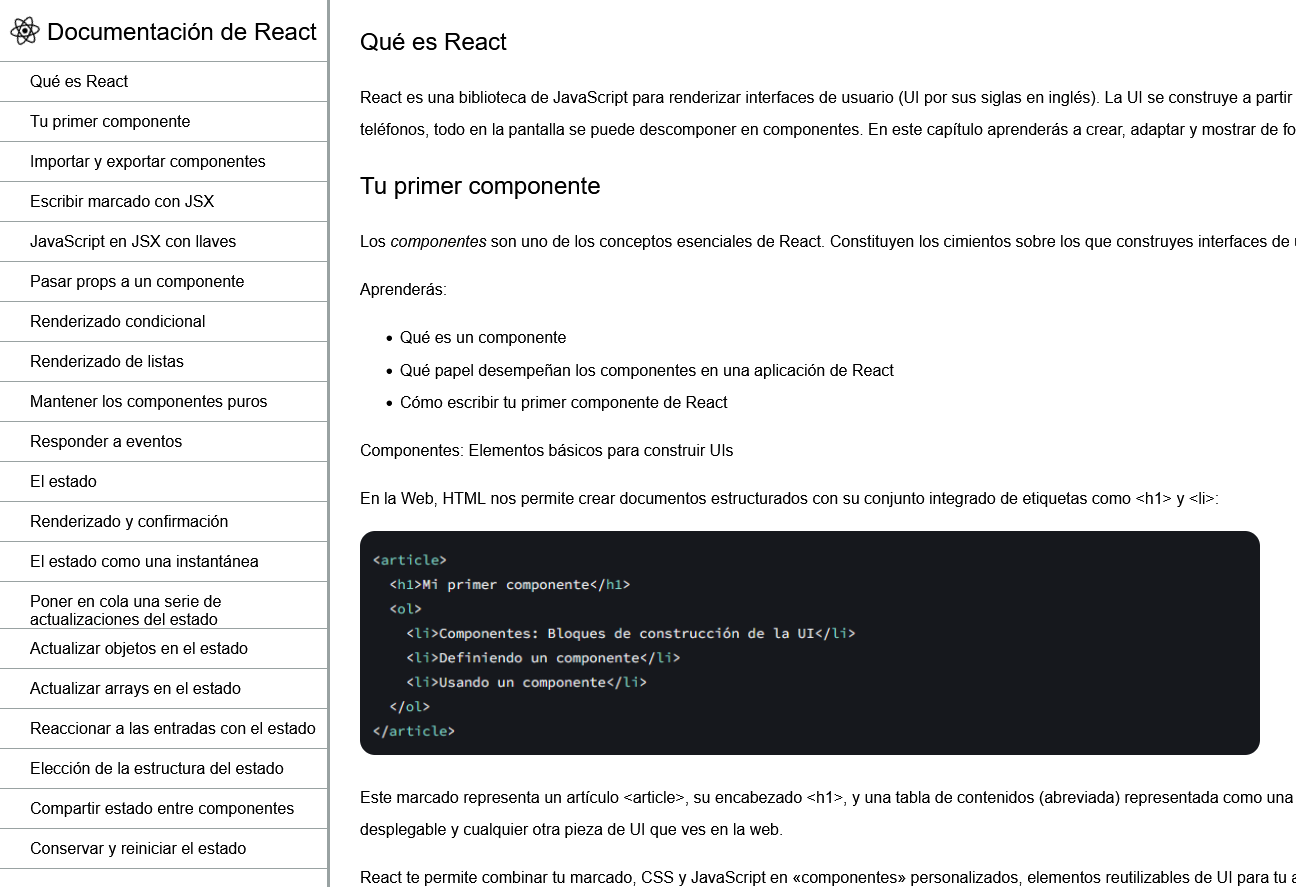 Documentación de React
Qué es React
Tu primer componente
Importar y exportar componentes
Escribir marcado con JSX
JavaScript en JSX con llaves
Pasar props a un componente
Renderizado condicional
Renderizado de listas
Mantener los componentes puros
Responder a eventos
El estado
Renderizado y confirmación
El estado como una instantánea
Poner en cola una serie de
actualizaciones del estado
Actualizar objetos en el estado
Actualizar arrays en el estado
Reaccionar a las entradas con el estado
Elección de la estructura del estado
Compartir estado entre componentes
Conservar y reiniciar el estado
Qué es React
React es una biblioteca de JavaScript para renderizar interfaces de usuario (UI por sus siglas en inglés). La UI se construye a partir
teléfonos, todo en la pantalla se puede descomponer en componentes. En este capítulo aprenderás a crear, adaptar y mostrar de
Tu primer componente
Los componentes son uno de los conceptos esenciales de React. Constituyen los cimientos sobre los que construyes interfaces de
Aprenderás:
• Qué es un componente
• Qué papel desempeñan los componentes en una aplicación de React
• Cómo escribir tu primer componente de React
Componentes: Elementos básicos para construir UIs
En la Web, HTML nos permite crear documentos estructurados con su conjunto integrado de etiquetas como <h1> y <li>:
<article>
<h1>Mi primer componente</h1>
<ol>
<li>Componentes: Bloques de construcción de la UI</li>
<li>Definiendo un componente</li>
<li>Usando un componente</li>
</ol>
</article>
Este marcado representa un artículo <article>, su encabezado <h1>, y una tabla de contenidos (abreviada) representada como una
desplegable y cualquier otra pieza de UI que ves en la web.
React te permite combinar tu marcado, CSS y JavaScript en «componentes» personalizados, elementos reutilizables de UI para tu